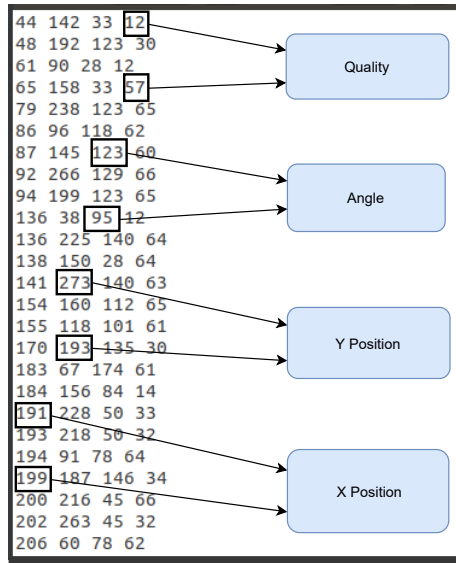 44 142 33 12
48 192 123 30
61 90 28 12
65 158 33 57
79 238 123 65
86 96 118 62
87 145 123 60
92 266 129 66
94 199 123 65
136 38 95 12
136 225 140 64
138 150 28 64
141 273 140 63
154 160 112 65
155 118 101 61
170 193 135 30
183 67 174 61
184 156 84 14
191 228 50 33
193 218 50 32
194 91 78 64
199 187 146 34
200 216 45 66
202 263 45 32
206 60 78 62
Quality
Angle
Y Position
X Position